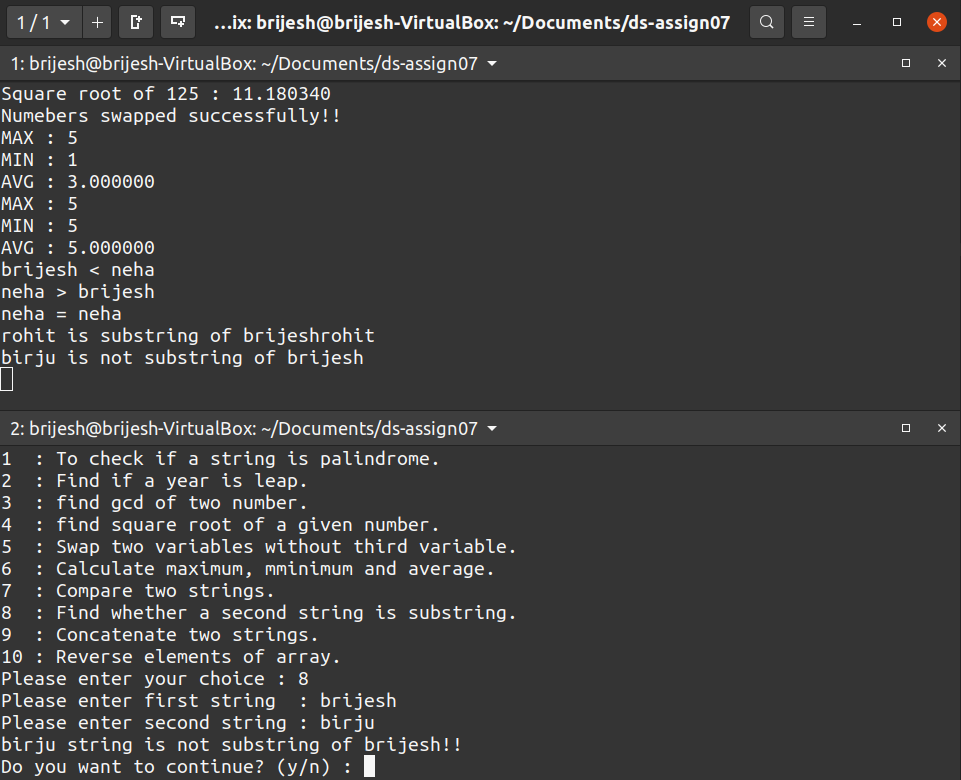 1 / 1
...ix: brijesh@brijesh-VirtualBox: ~/Documents/ds-assign07
1: brijesh@brijesh-VirtualBox: ~/Documents/ds-assign07
Square root of 125 : 11.180340
Numebers swapped successfully!!
MAX : 5
MIN : 1
AVG : 3.000000
MAX : 5
MIN : 5
AVG : 5.000000
brijesh < neha
neha > brijesh
neha = neha
rohit is substring of brijeshrohit
birju is not substring of brijesh
2: brijesh@brijesh-VirtualBox: ~/Documents/ds-assign07
1  : To check if a string is palindrome.
2  : Find if a year is leap.
3  : find gcd of two number.
4  : find square root of a given number.
5  : Swap two variables without third variable.
6  : Calculate maximum, mminimum and average.
7  : Compare two strings.
8  : Find whether a second string is substring.
9  : Concatenate two strings.
10 : Reverse elements of array.
Please enter your choice : 8
Please enter first string  : brijesh
Please enter second string : birju
birju string is not substring of brijesh!!
Do you want to continue? (y/n) :